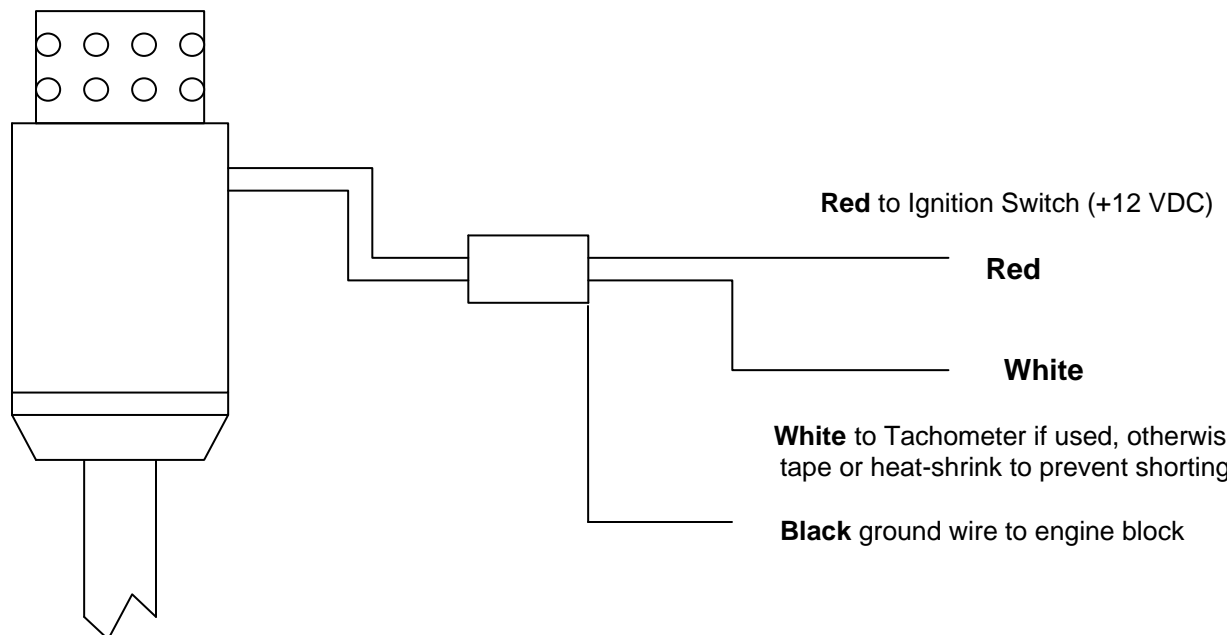 Red to Ignition Switch (+12 VDC)
Red
White
White to Tachometer if used, otherwis
tape or heat-shrink to prevent shorting
Black ground wire to engine block